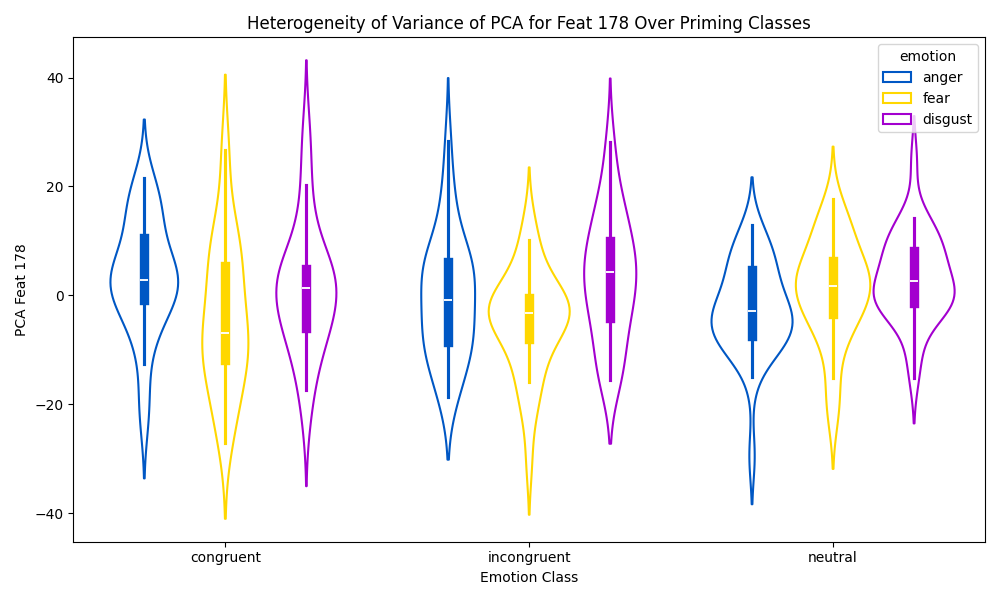 Heterogeneity of Variance of PCA for Feat 178 Over Priming Classes
emotion
anger
fear
disgust
PCA Feat 178
40
20
0
−20
−40
congruent
incongruent
neutral
Emotion Class